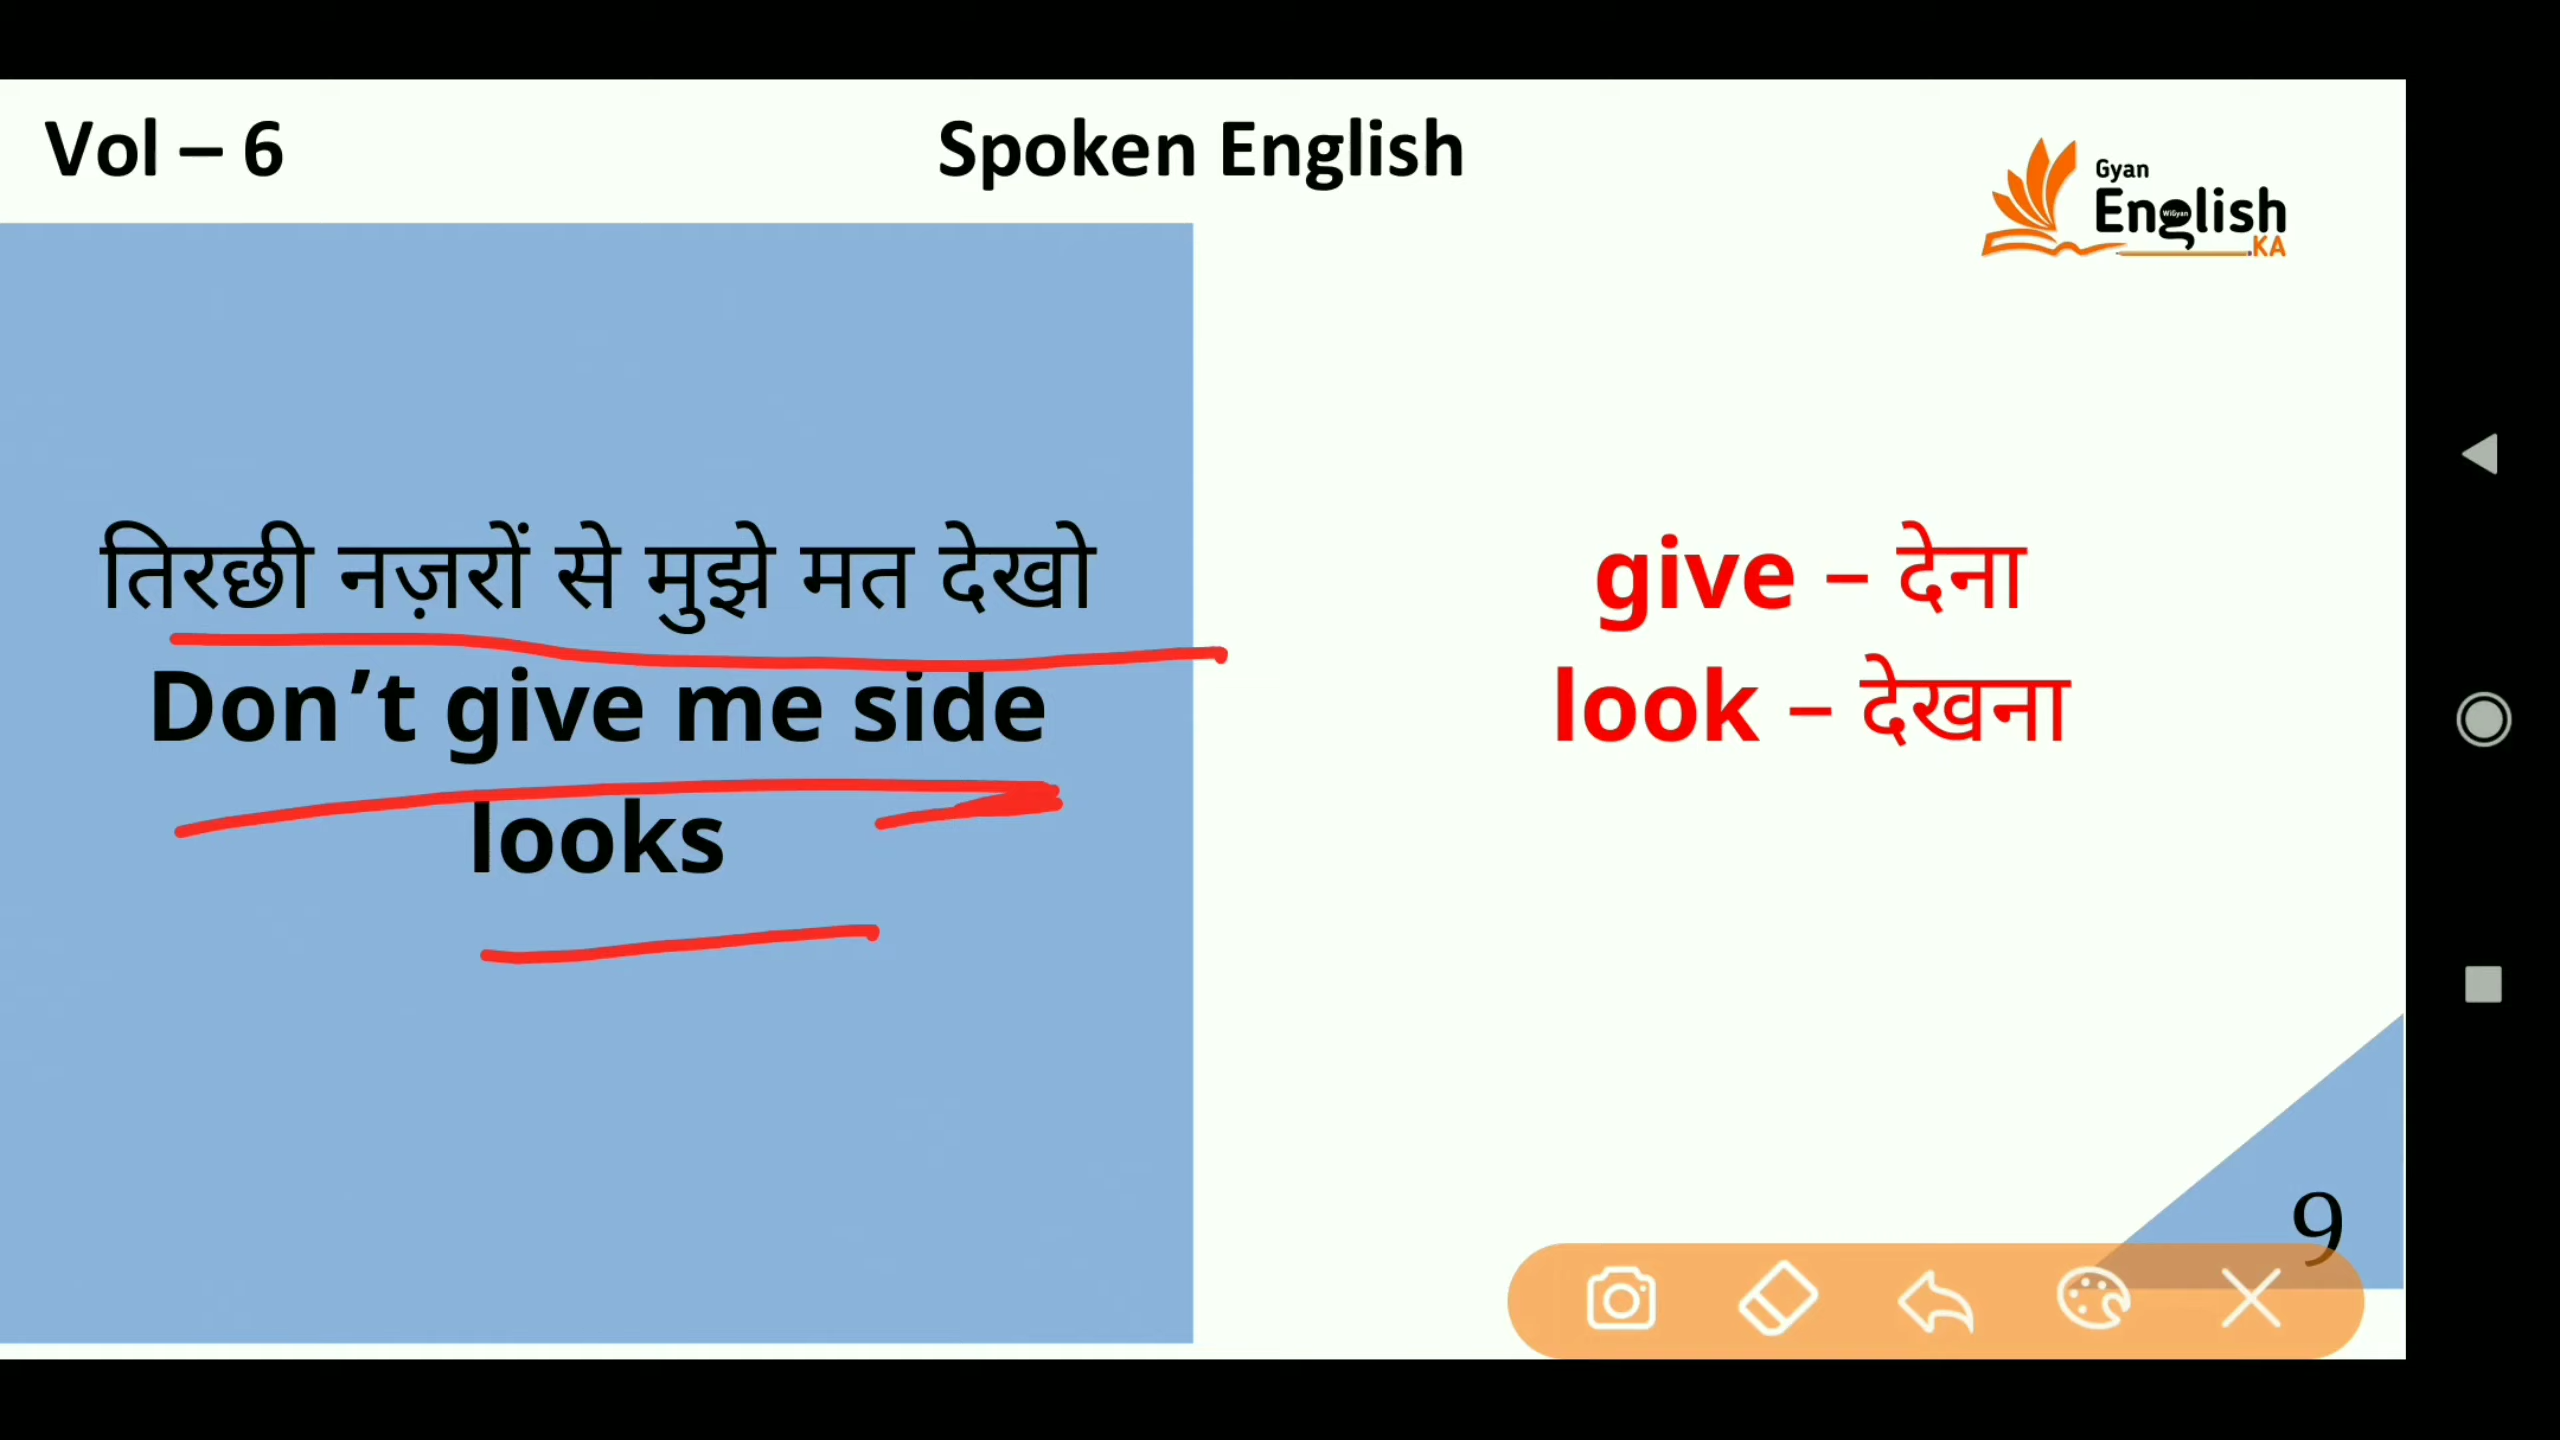 Vol – 6
Spoken English
Gyan
English
WiGyan
KA
तिरछी नज़रों से मुझे मत देखो
Don’t give me side
looks
give – देना
look – देखना
9